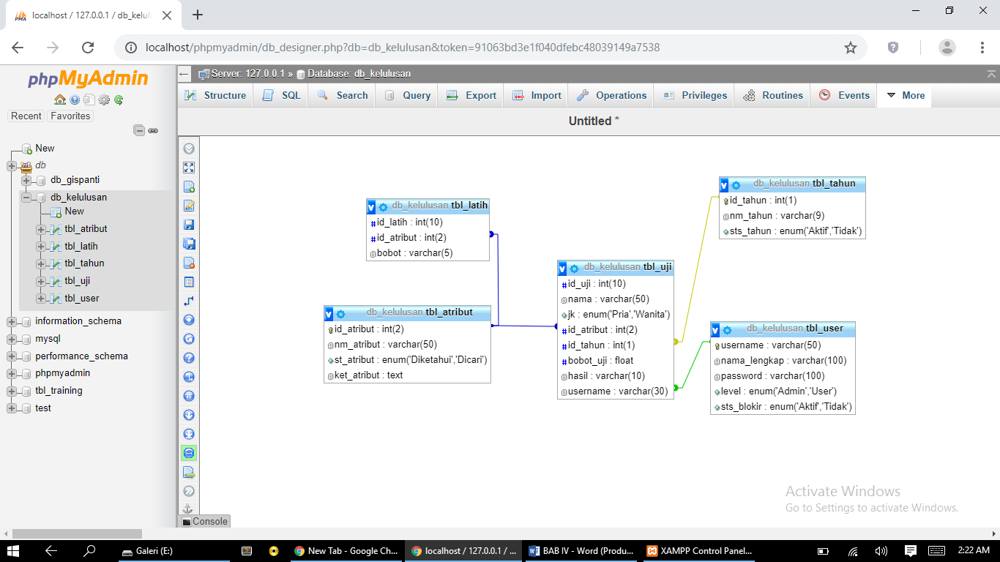 localhost / 127.0.0.1 / db_kelul
localhost/phpmyadmin/db_designer.php?db=db_kelulusan&token=91063bd3e1f040dfebc48039149a7538
phpMyAdmin
Recent
Favorites
New
db
db_gispanti
db_kelulusan
New
tbl_atribut
tbl_latih
tbl_tahun
tbl_uji
tbl_user
information_schema
mysql
performance_schema
phpmyadmin
tbl_training
test
Server: 127.0.0.1 » Database: db_kelulusan
Structure SQL Search Query Export Import Operations Privileges Routines Events More
Untitled *
db_kelulusan tbl_latih
id_latih : int(10)
id_atribut : int(2)
bobot : varchar(5)
db_kelulusan tbl_atribut
id_atribut : int(2)
nm_atribut : varchar(50)
st_atribut : enum('Diketahui','Dicari')
ket_atribut : text
db_kelulusan tbl_uji
id_uji : int(10)
nama : varchar(50)
jk : enum('Pria','Wanita')
id_atribut : int(2)
id_tahun : int(1)
bobot_uji : float
hasil : varchar(10)
username : varchar(30)
db_kelulusan tbl_tahun
id_tahun : int(1)
nm_tahun : varchar(9)
sts_tahun : enum('Aktif','Tidak')
db_kelulusan tbl_user
username : varchar(50)
nama_lengkap : varchar(100)
password : varchar(100)
level : enum('Admin','User')
sts_blokir : enum('Aktif','Tidak')
Activate Windows
Go to Settings to activate Windows.
Console
Galeri (E:)
New Tab - Google Ch...
localhost / 127.0.0.1 / ...
BAB IV - Word (Produ...
XAMPP Control Panel...
2:22 AM